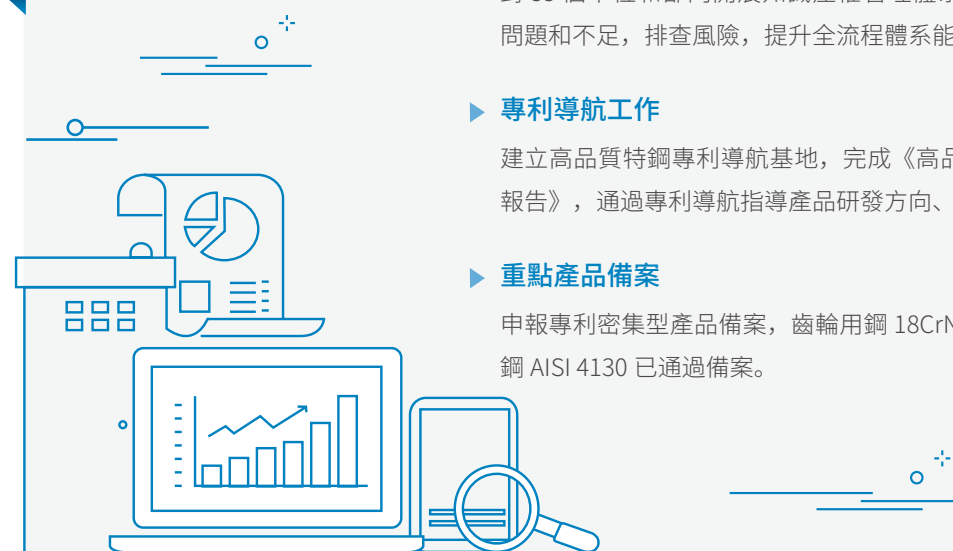 問題和不足，排查風險，提升全流程體系能
專利導航工作
建立高品質特鋼專利導航基地，完成《高品
報告》，通過專利導航指導產品研發方向、
重點產品備案
申報專利密集型產品備案，齒輪用鋼 18CrN
鋼 AISI 4130 已通過備案。